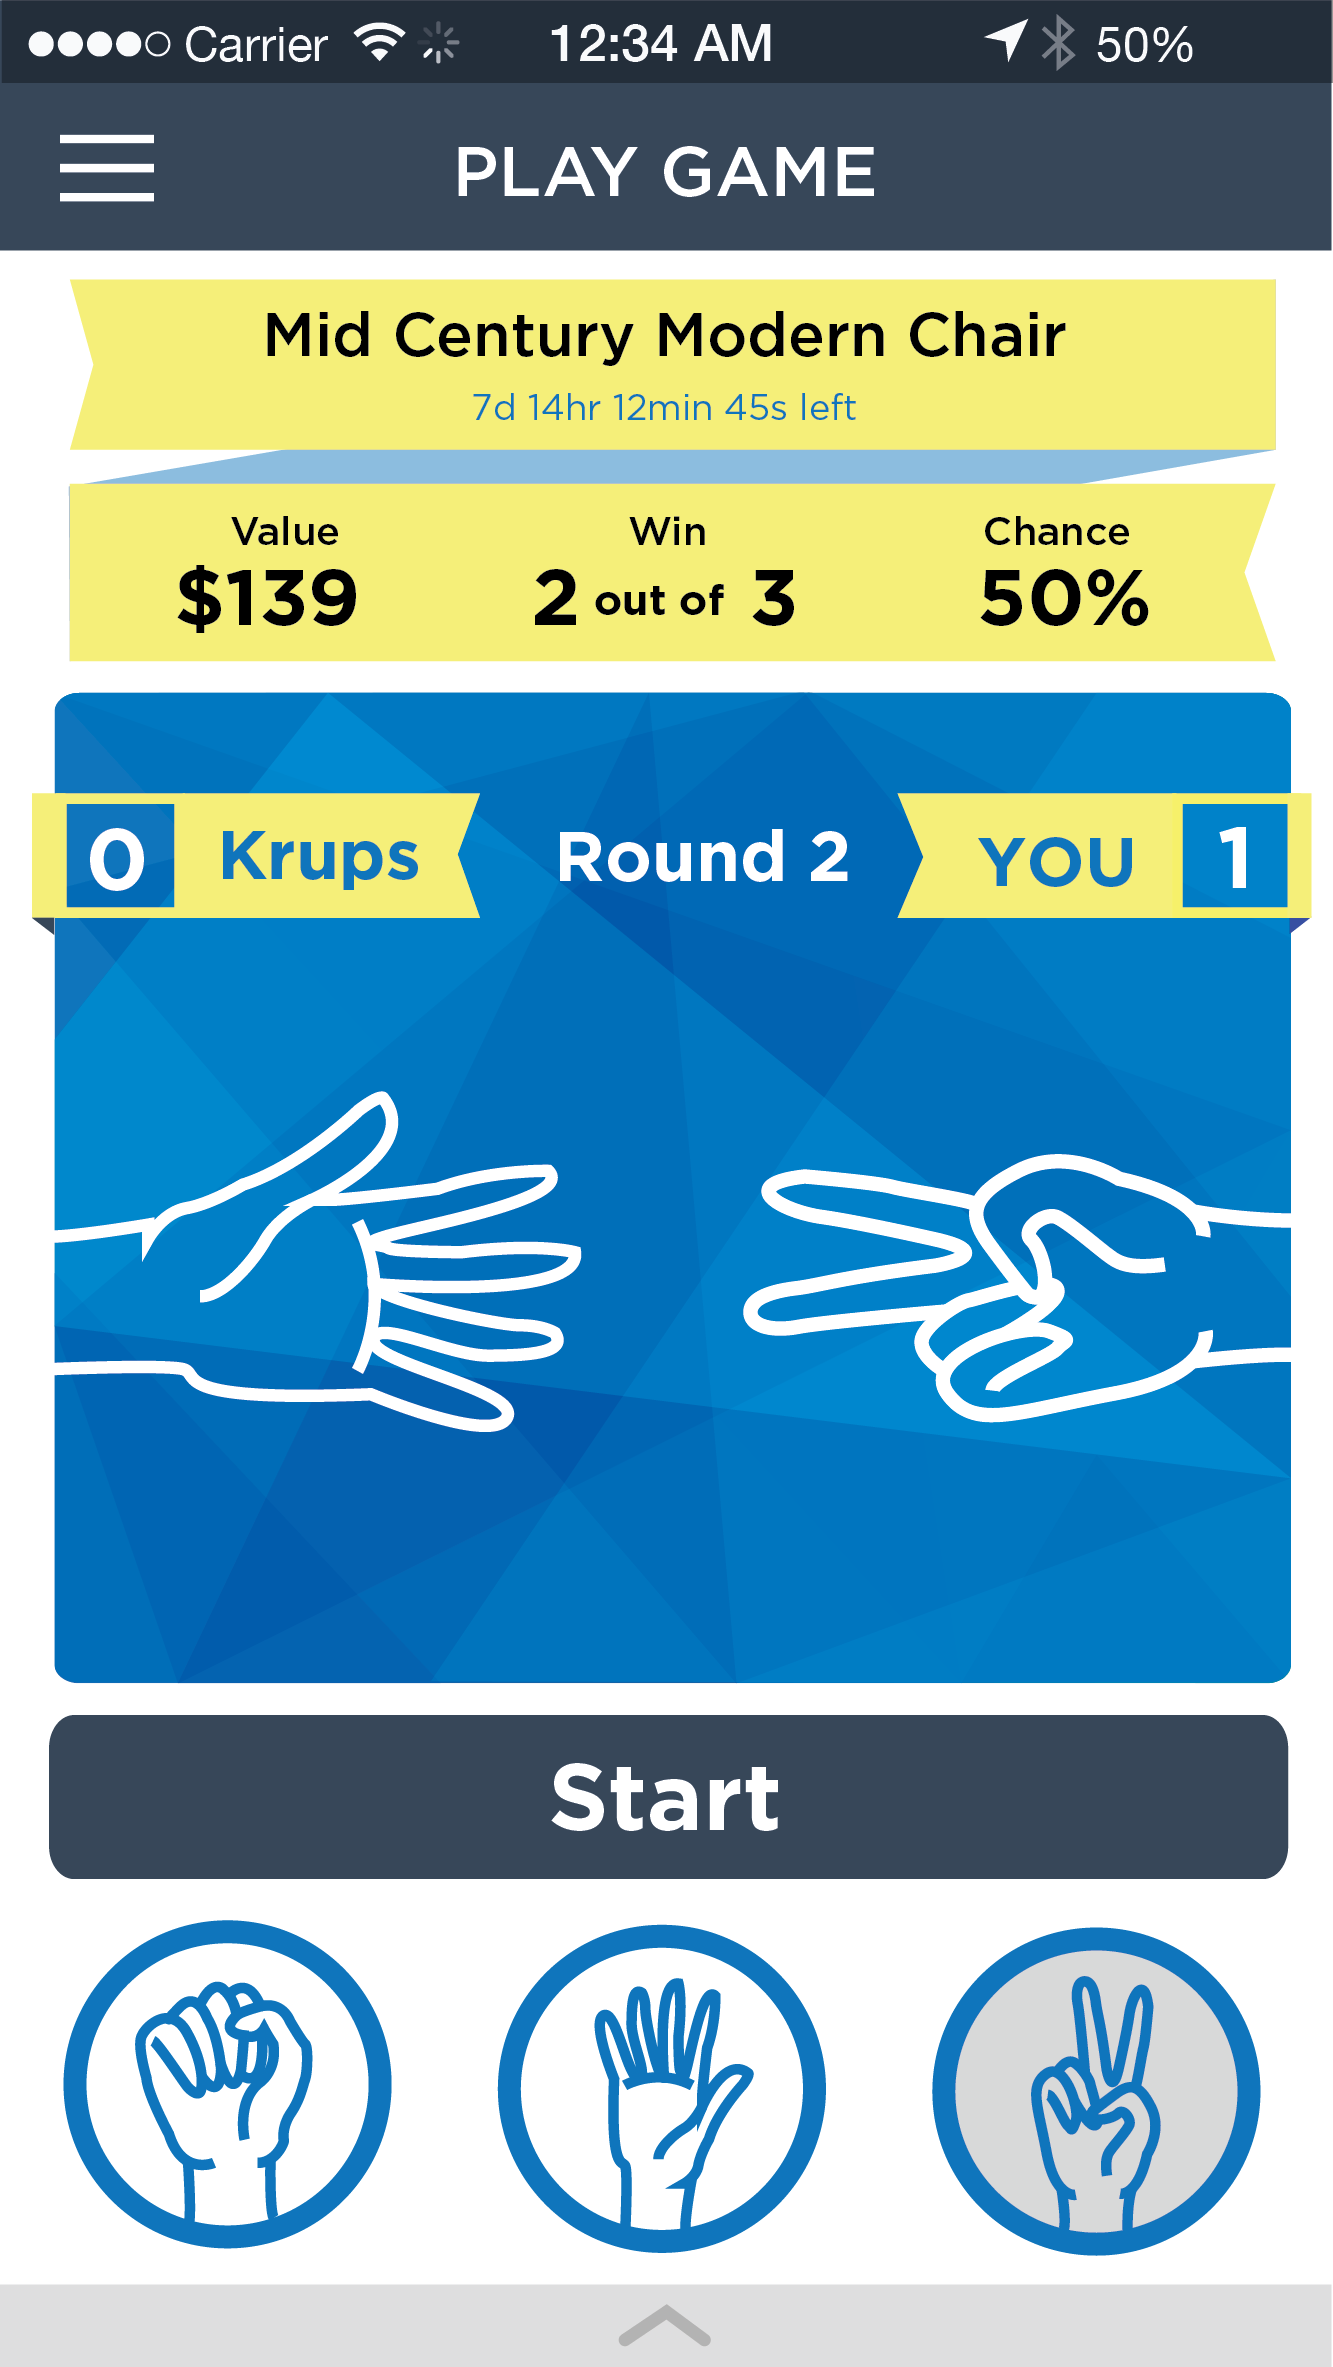 Carrier 12:34 AM 50%
PLAY GAME
Mid Century Modern Chair
7d 14hr 12min 45s left
Value Win Chance
$139 2 out of 3 50%
0 Krups Round 2 YOU 1
Start